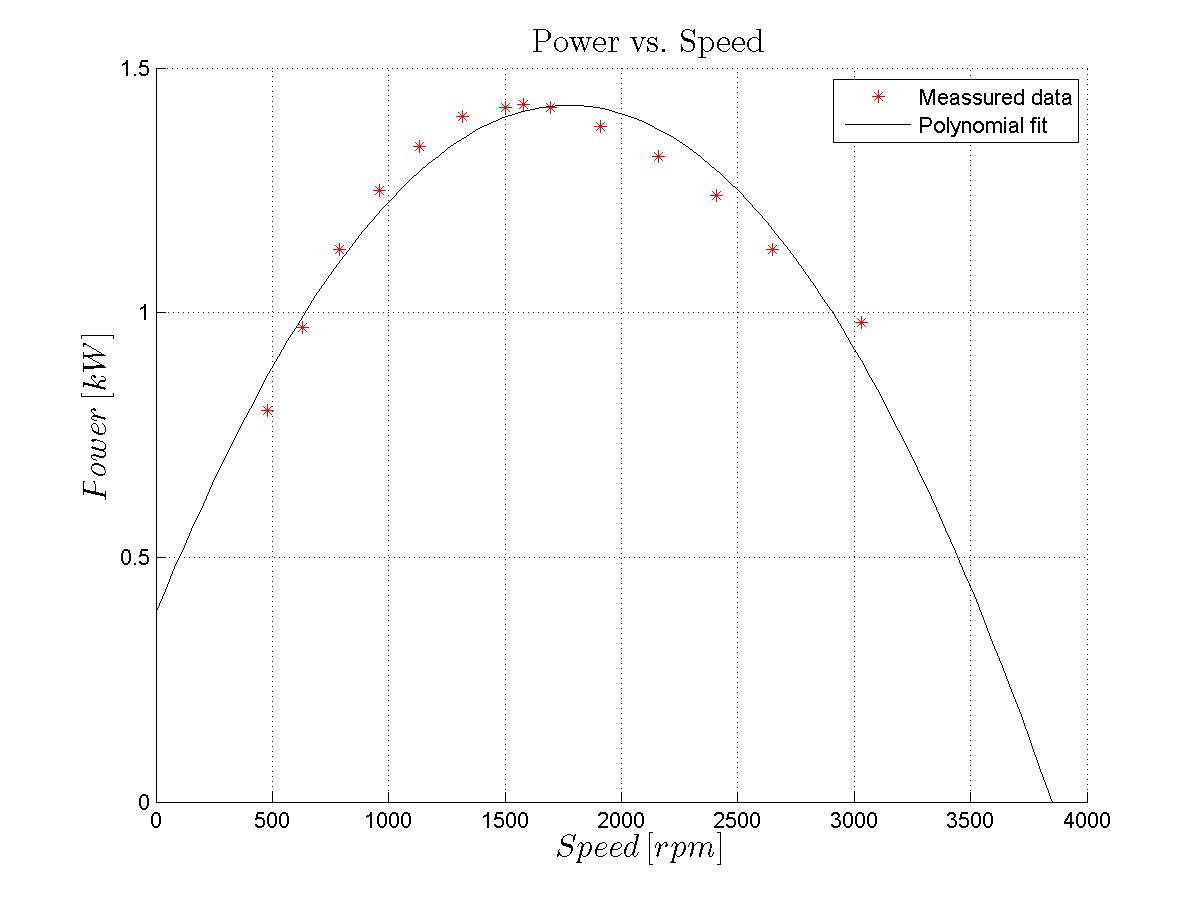 Power vs. Speed
1.5
Meassured data
Polynomial fit
1
Fower [kW]
0.5
0
0 500 1000 1500 2000 2500 3000 3500 4000
Speed [rpm]